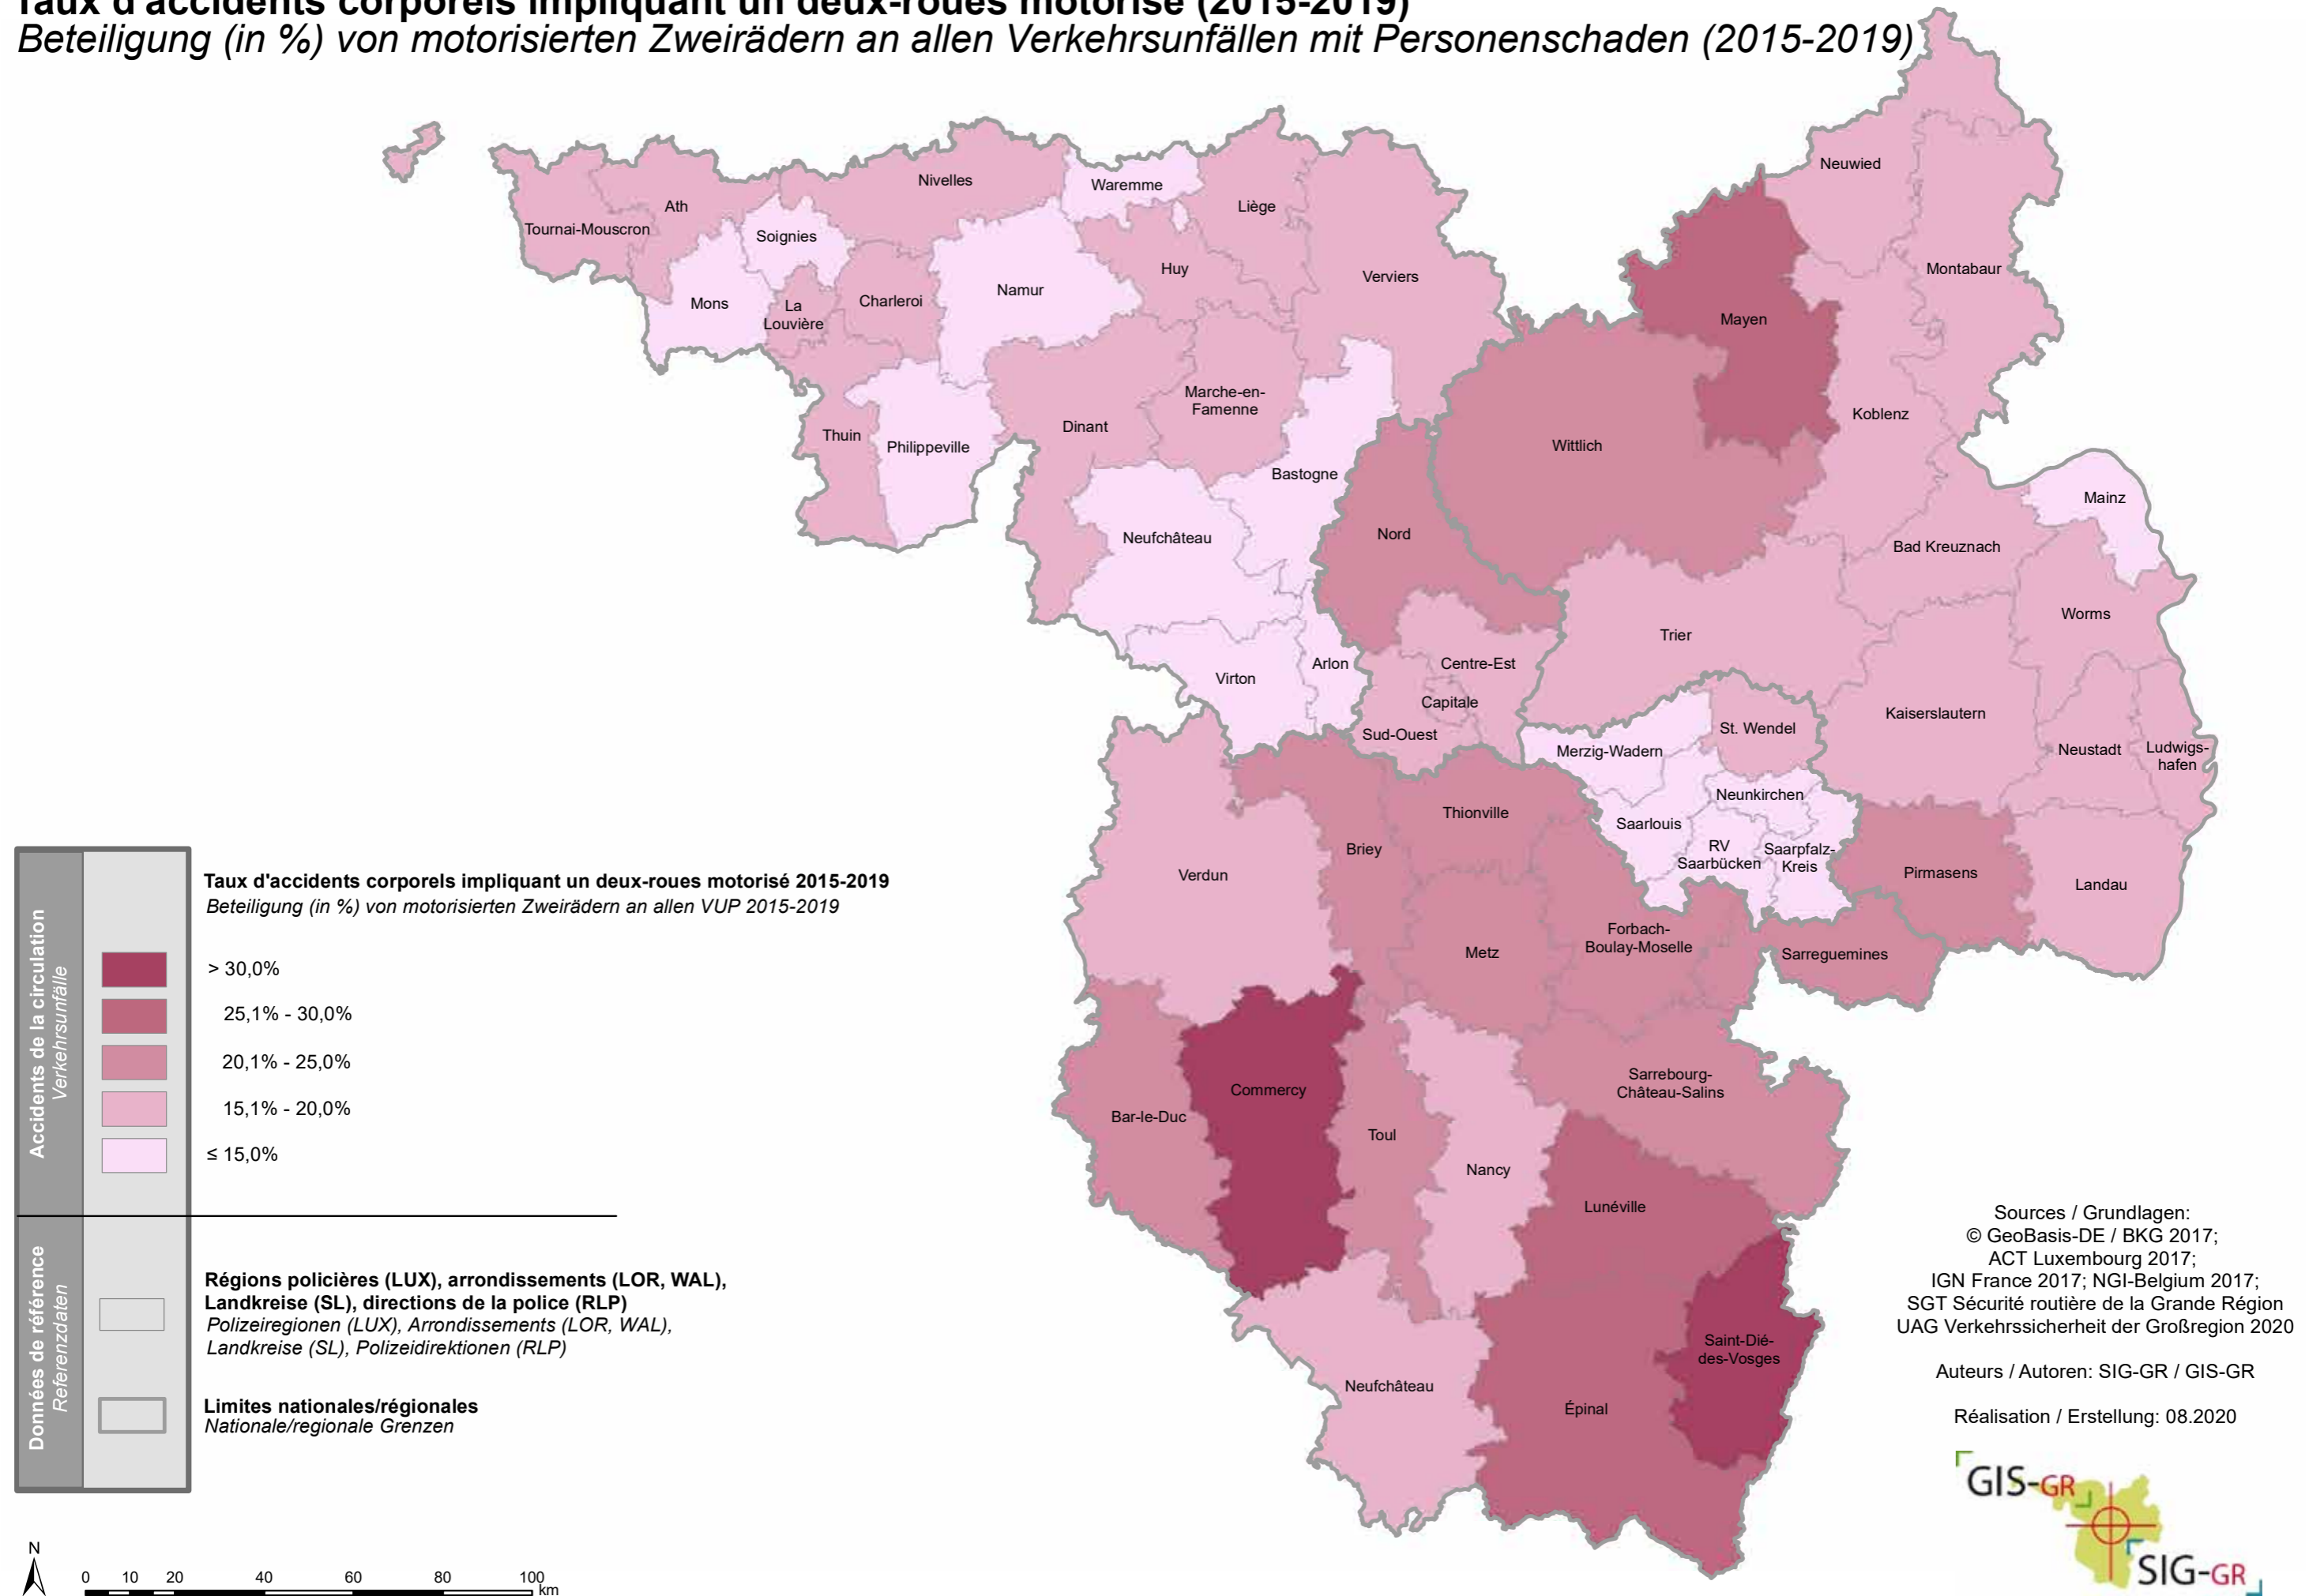 Taux d'accidents corporels impliquant un deux-roues motorisé (2015-2019)
Beteiligung (in %) von motorisierten Zweirädern an allen Verkehrsunfällen mit Personenschaden (2015-2019)
Neuwied
Nivelles
Waremme
Ath
Liège
Tournai-Mouscron
Soignies
Huy
Montabaur
Verviers
Namur
Mons
La
Louvière
Charleroi
Mayen
Marche-en-
Famenne
Koblenz
Dinant
Thuin
Philippeville
Wittlich
Bastogne
Mainz
Nord
Neufchâteau
Bad Kreuznach
Worms
Trier
Centre-Est
Arlon
Virton
Capitale
Kaiserslautern
Sud-Ouest
St. Wendel
Merzig-Wadern
Neustadt
Ludwigs-
hafen
Neunkirchen
Thionville
Saarlouis
Briey
RV
Saarbücken
Saarpfalz-
Kreis
Verdun
Pirmasens
Landau
Forbach-
Boulay-Moselle
Metz
Sarreguemines
Sarrebourg-
Château-Salins
Commercy
Bar-le-Duc
Toul
Nancy
Lunéville
Saint-Dié-
des-Vosges
Neufchâteau
Épinal
Accidents de la circulation
Verkehrsunfälle
Taux d'accidents corporels impliquant un deux-roues motorisé 2015-2019
Beteiligung (in %) von motorisierten Zweirädern an allen VUP 2015-2019
> 30,0%
25,1% - 30,0%
20,1% - 25,0%
15,1% - 20,0%
≤ 15,0%
Données de référence
Referenzdaten
Régions policières (LUX), arrondissements (LOR, WAL),
Landkreise (SL), directions de la police (RLP)
Polizeiregionen (LUX), Arrondissements (LOR, WAL),
Landkreise (SL), Polizeidirektionen (RLP)
Limites nationales/régionales
Nationale/regionale Grenzen
N
0 10 20 40 60 80 100
km
Sources / Grundlagen:
© GeoBasis-DE / BKG 2017;
ACT Luxembourg 2017;
IGN France 2017; NGI-Belgium 2017;
SGT Sécurité routière de la Grande Région
UAG Verkehrssicherheit der Großregion 2020
Auteurs / Autoren: SIG-GR / GIS-GR
Réalisation / Erstellung: 08.2020
GIS-GR
SIG-GR